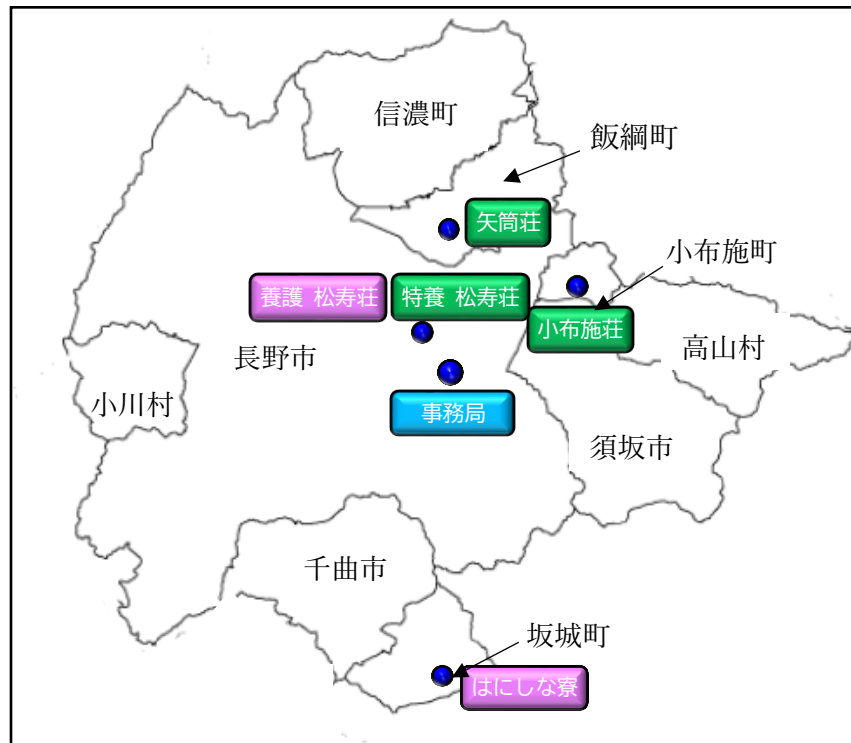 信濃町
飯綱町
矢筒荘
小布施町
養護 松寿荘
特養 松寿荘
小布施荘
高山村
長野市
小川村
事務局
須坂市
千曲市
坂城町
はにしな寮